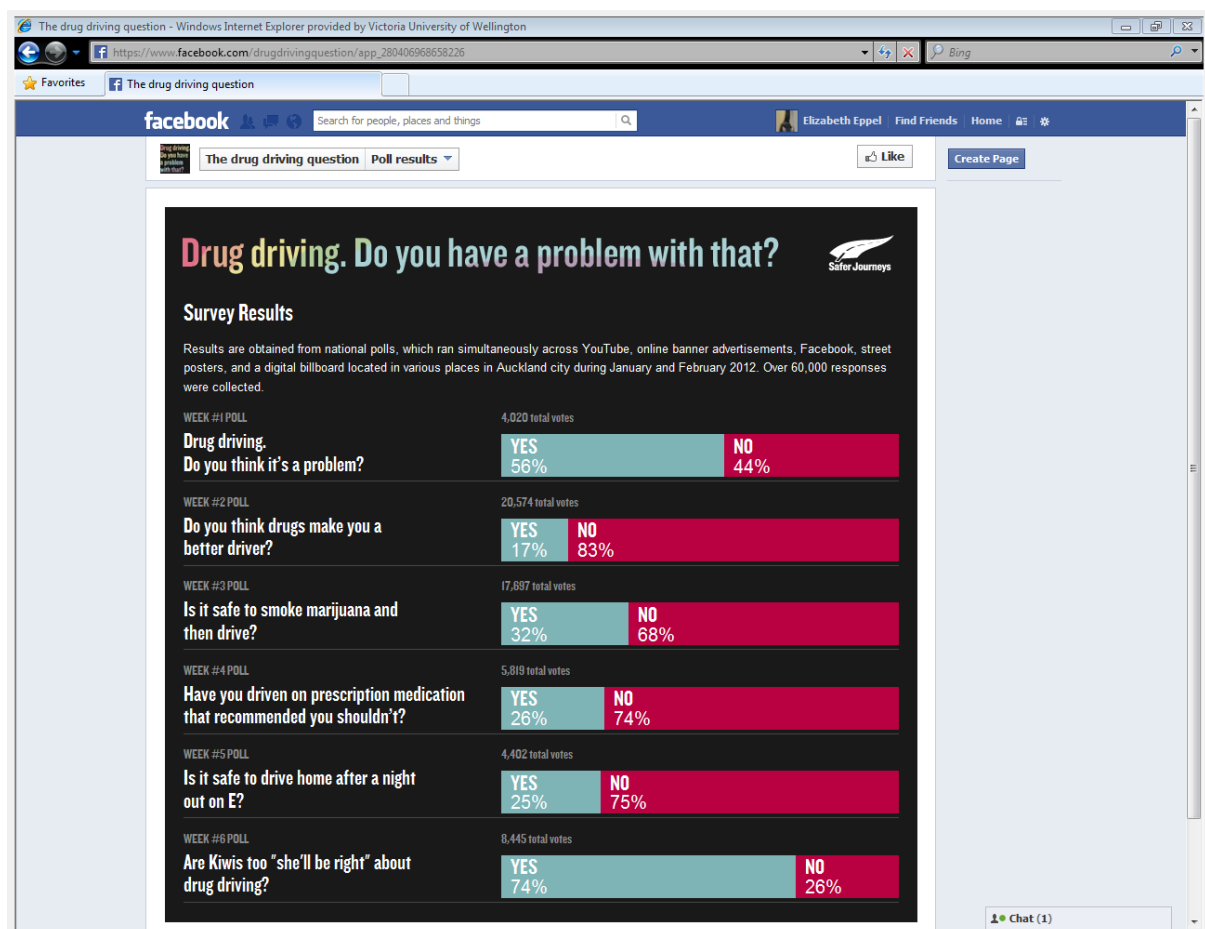 The drug driving question - Windows Internet Explorer provided by Victoria University of Wellington
https://www.facebook.com/drugdrivingquestion/app_280406968658226
Bing
Favorites
The drug driving question
facebook
Search for people, places and things
Elizabeth Eppel Find Friends Home
The drug driving question Poll results
Like
Create Page
Drug driving. Do you have a problem with that?
Safer Journeys
Survey Results
Results are obtained from national polls, which ran simultaneously across YouTube, online banner advertisements, Facebook, street
posters, and a digital billboard located in various places in Auckland city during January and February 2012. Over 60,000 responses
were collected.
WEEK #1 POLL
4,020 total votes
Drug driving.
Do you think it's a problem?
YES NO
56% 44%
WEEK #2 POLL
20,574 total votes
Do you think drugs make you a
better driver?
YES NO
17% 83%
WEEK #3 POLL
17,697 total votes
Is it safe to smoke marijuana and
then drive?
YES NO
32% 68%
WEEK #4 POLL
5,819 total votes
Have you driven on prescription medication
that recommended you shouldn't?
YES NO
26% 74%
WEEK #5 POLL
4,402 total votes
Is it safe to drive home after a night
out on E?
YES NO
25% 75%
WEEK #6 POLL
8,445 total votes
Are Kiwis too "she'll be right" about
drug driving?
YES NO
74% 26%
Chat (1)